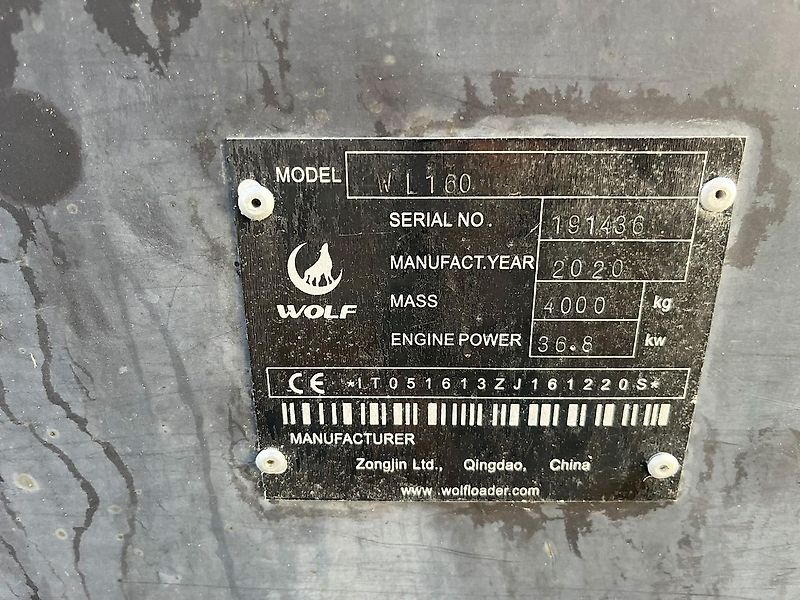 MODEL WL160
SERIAL NO. 191436
MANUFACT.YEAR 2020
MASS 4000 kg
ENGINE POWER 36.8 kw
WOLF
CE *IT051613ZJ161220S*
MANUFACTURER
Zongjin Ltd., Qingdao, China
www.wolfloader.com